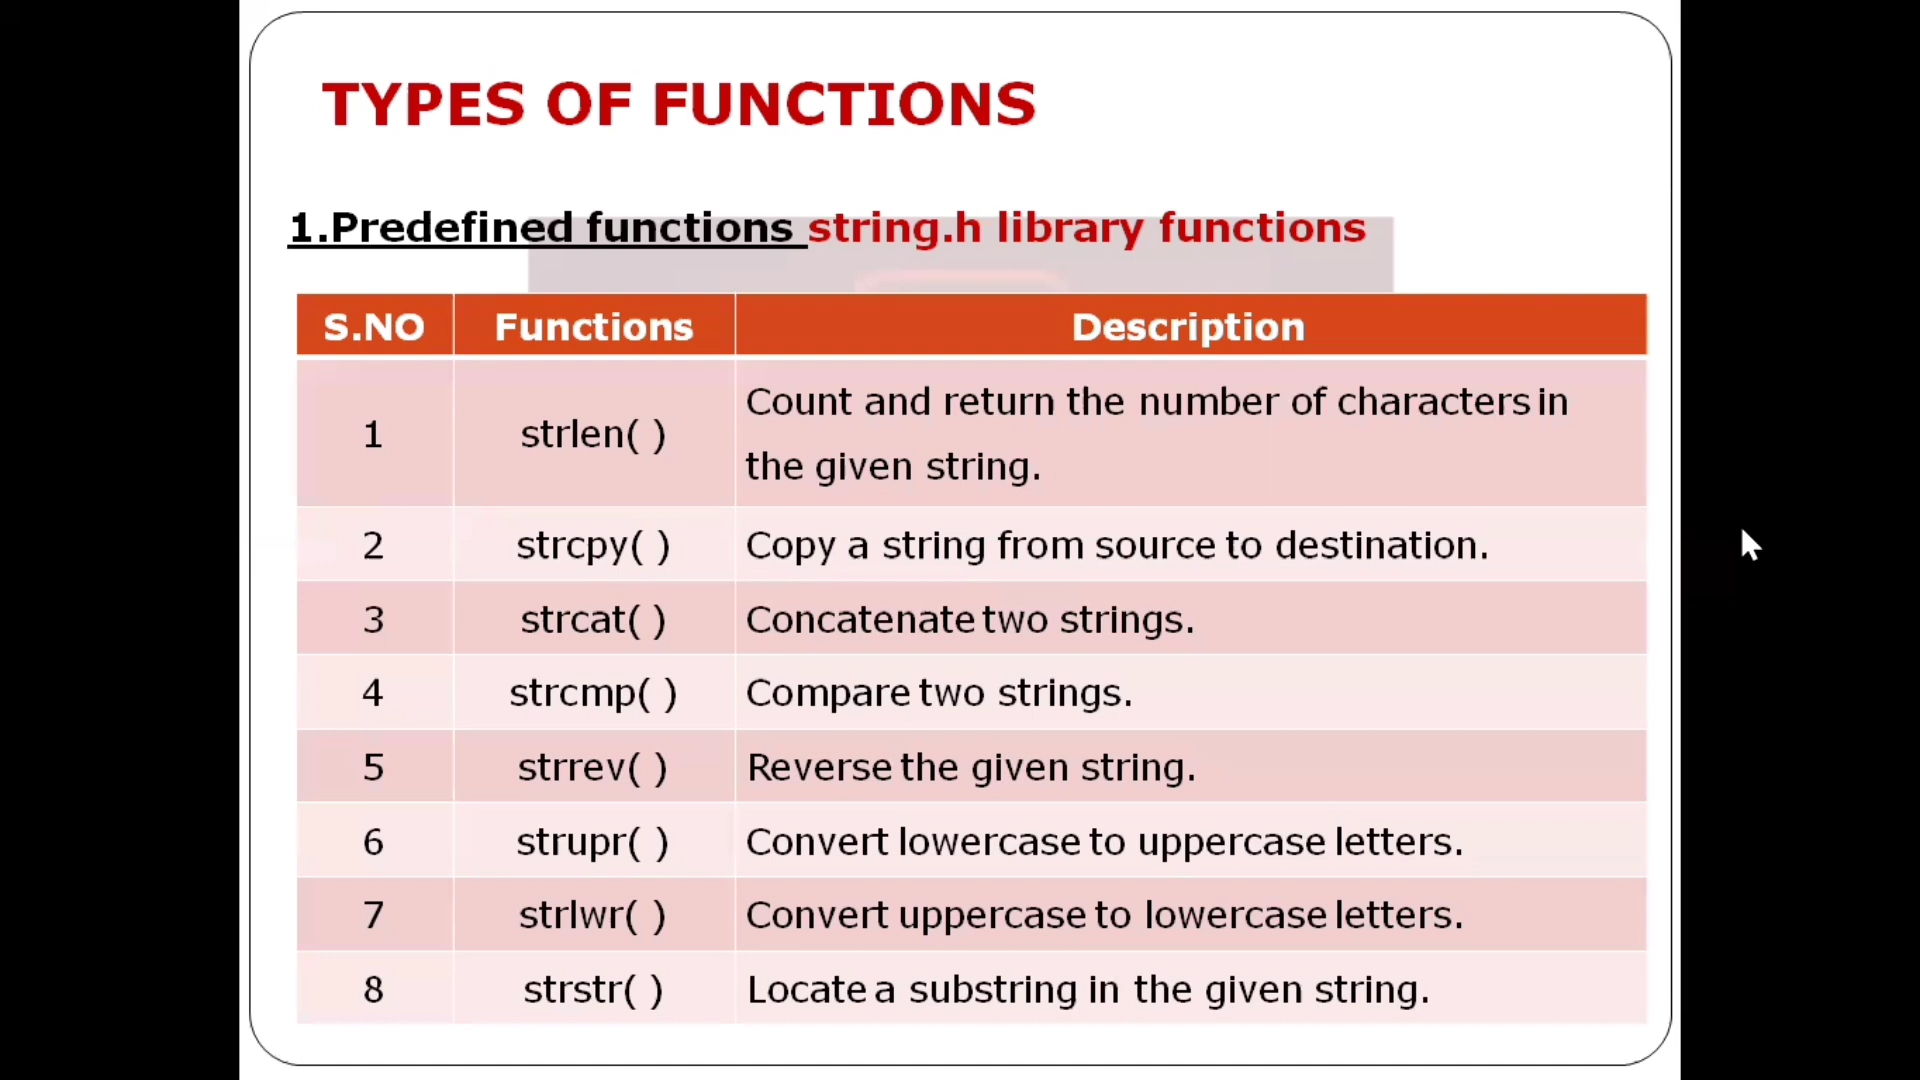 TYPES OF FUNCTIONS
1.Predefined functions string.h library functions
S.NO Functions Description
1 strlen( ) Count and return the number of characters in
the given string.
2 strcpy( ) Copy a string from source to destination.
3 strcat( ) Concatenate two strings.
4 strcmp( ) Compare two strings.
5 strrev( ) Reverse the given string.
6 strupr( ) Convert lowercase to uppercase letters.
7 strlwr( ) Convert uppercase to lowercase letters.
8 strstr( ) Locate a substring in the given string.